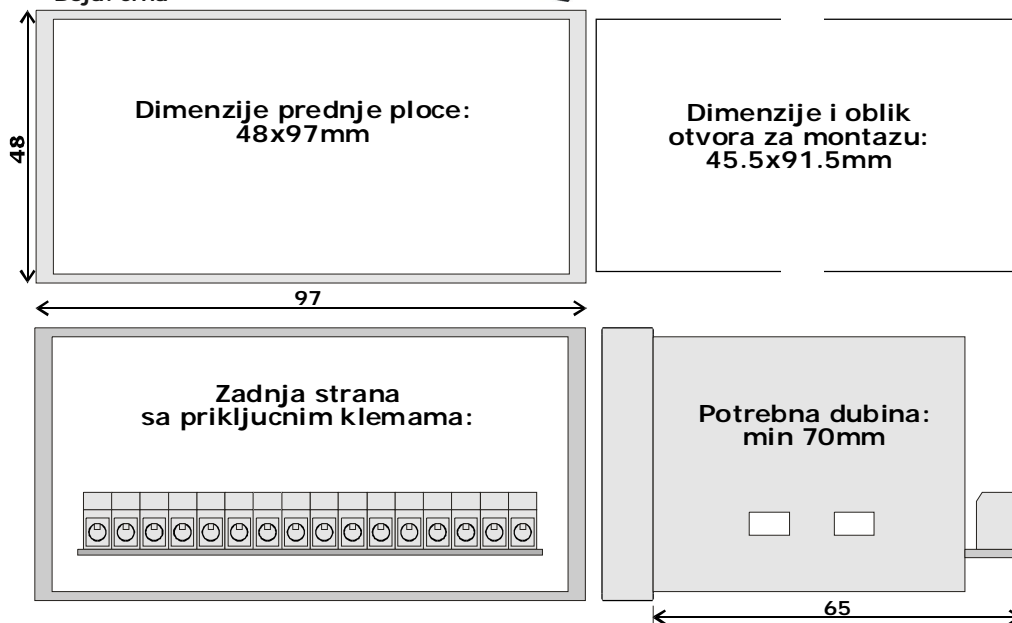 Dimenzije prednje ploce:
48x97mm
48
97
Dimenzije i oblik
otvora za montazu:
45.5x91.5mm
Zadnja strana
sa prikljucnim klemama:
Potrebna dubina:
min 70mm
65